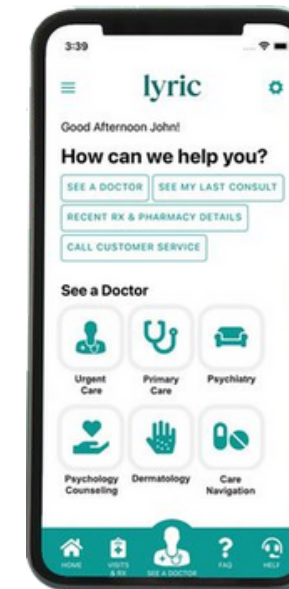 3:39
lyric
Good Afternoon John!
How can we help you?
SEE A DOCTOR SEE MY LAST CONSULT
RECENT RX & PHARMACY DETAILS
CALL CUSTOMER SERVICE
See a Doctor
Urgent Care
Primary Care
Psychiatry
Psychology Counseling
Dermatology
Care Navigation
HOME
VISITS & RX
SEE A DOCTOR
FAQ
HELP